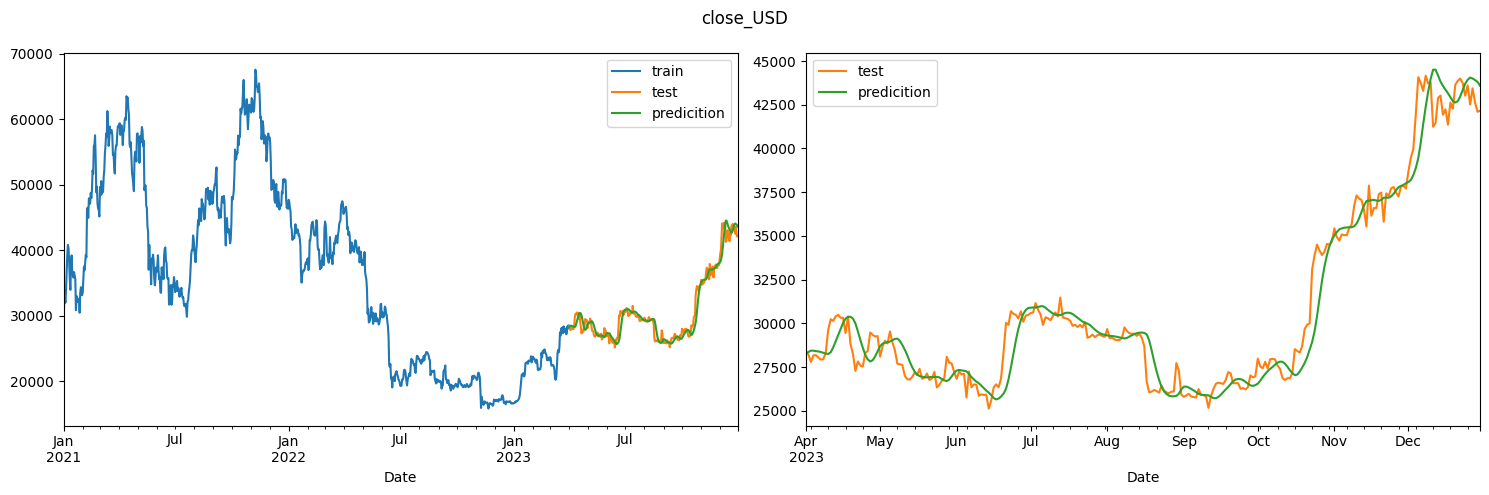 close_USD
70000
60000
50000
40000
30000
20000
train
test
predicition
Jan
2021
Jul
Jan
2022
Jul
Jan
2023
Jul
Date
45000
42500
40000
37500
35000
32500
30000
27500
25000
test
predicition
Apr
2023
May
Jun
Jul
Aug
Sep
Oct
Nov
Dec
Date